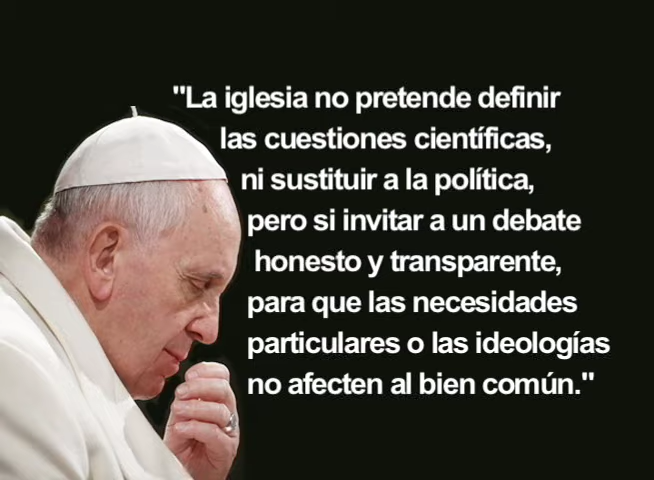 "La iglesia no pretende definir
las cuestiones científicas,
ni sustituir a la política,
pero si invitar a un debate
honesto y transparente,
para que las necesidades
particulares o las ideologías
no afecten al bien común."